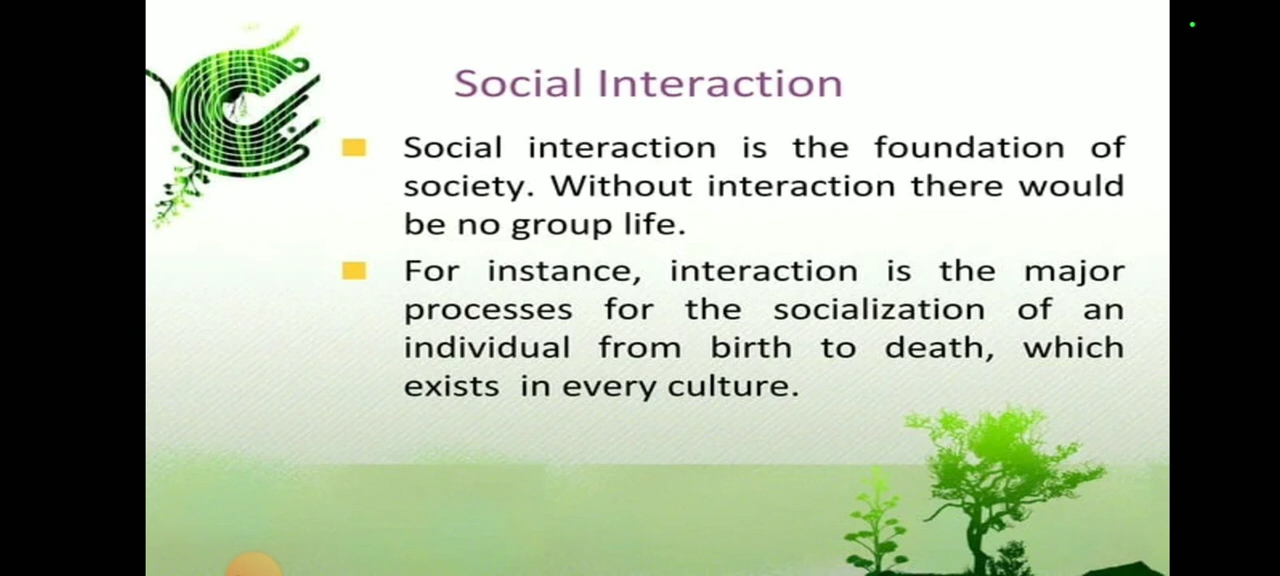 Social Interaction
Social interaction is the foundation of
society. Without interaction there would
be no group life.
For instance, interaction is the major
processes for the socialization of an
individual from birth to death, which
exists in every culture.